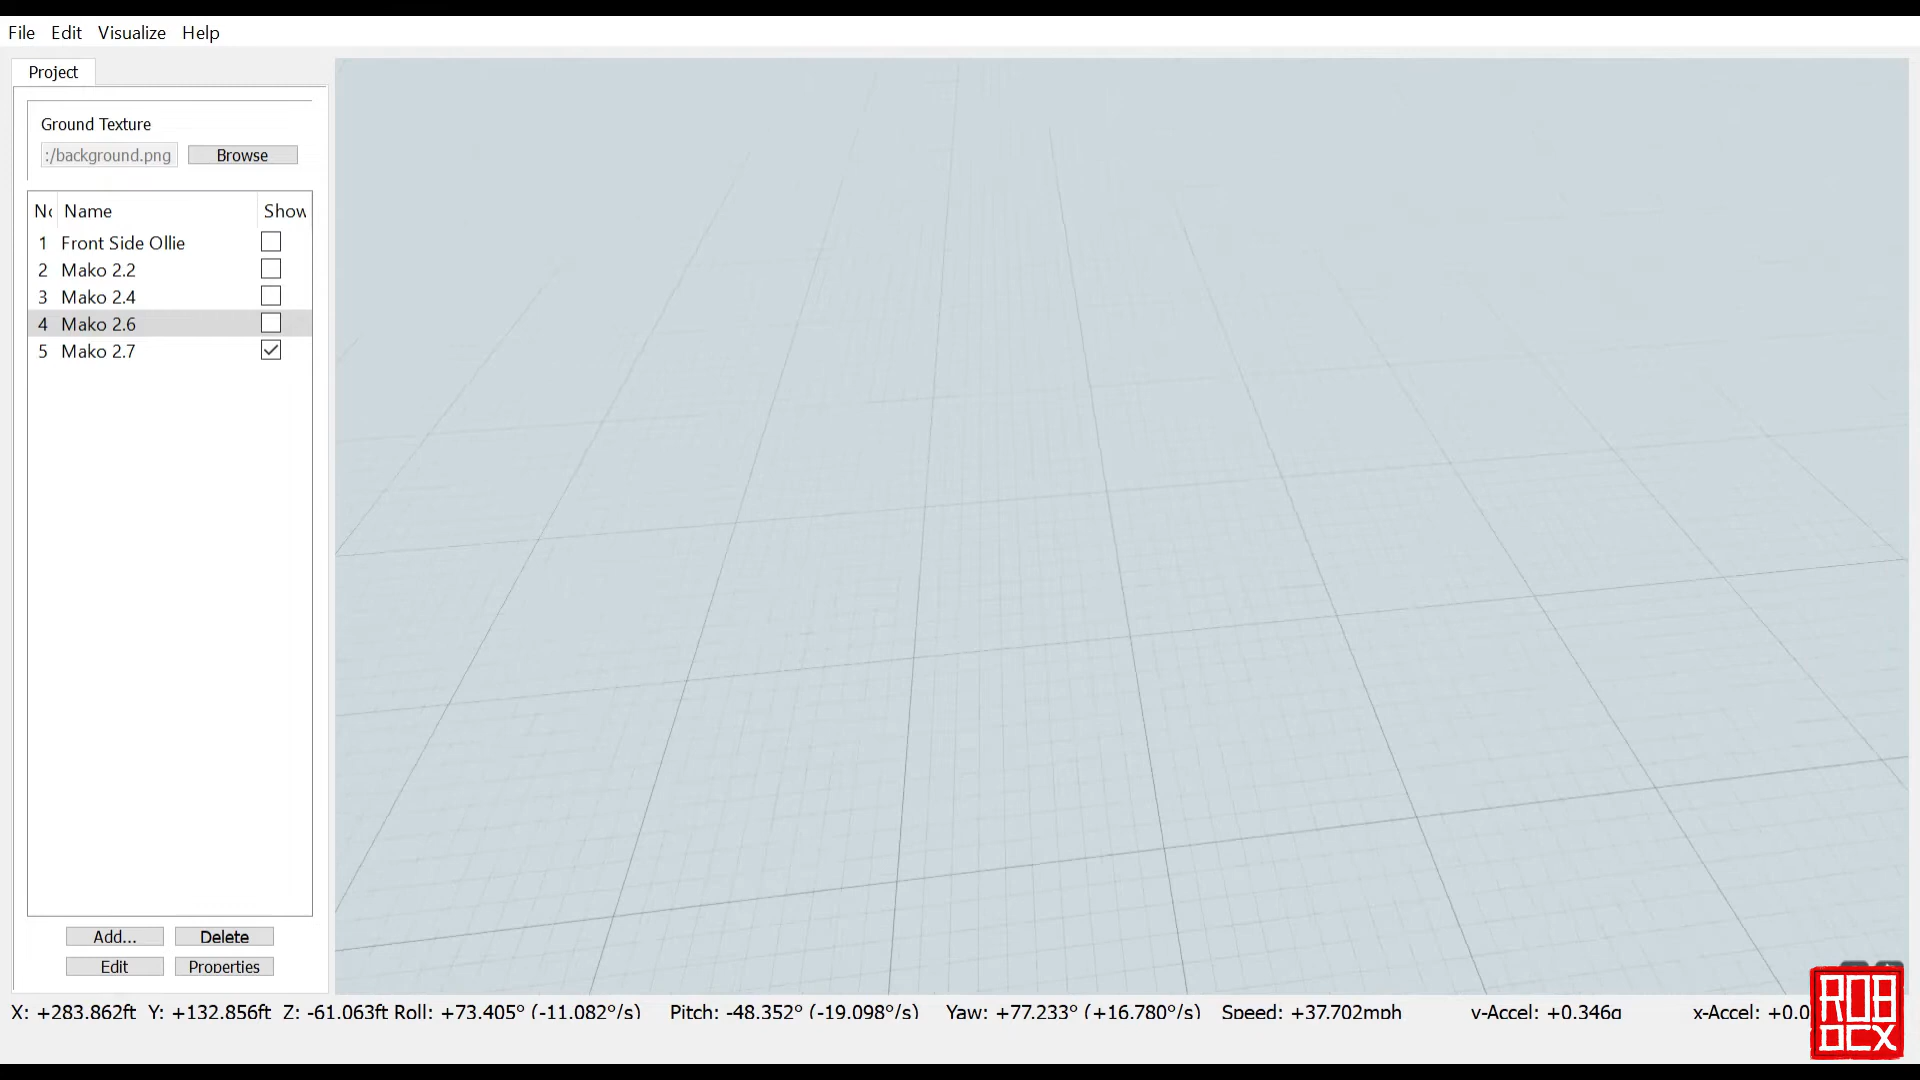 File Edit Visualize Help
Project
Ground Texture
:/background.png Browse
Name Show
1 Front Side Ollie
2 Mako 2.2
3 Mako 2.4
4 Mako 2.6
5 Mako 2.7
Add... Delete
Edit Properties
X: +283.862ft Y: +132.856ft Z: -61.063ft Roll: +73.405° (-11.082°/s) Pitch: -48.352° (-19.098°/s) Yaw: +77.233° (+16.780°/s) Speed: +37.702mph y-Accel: +0.346g x-Accel: +0.0
ROB
DCX